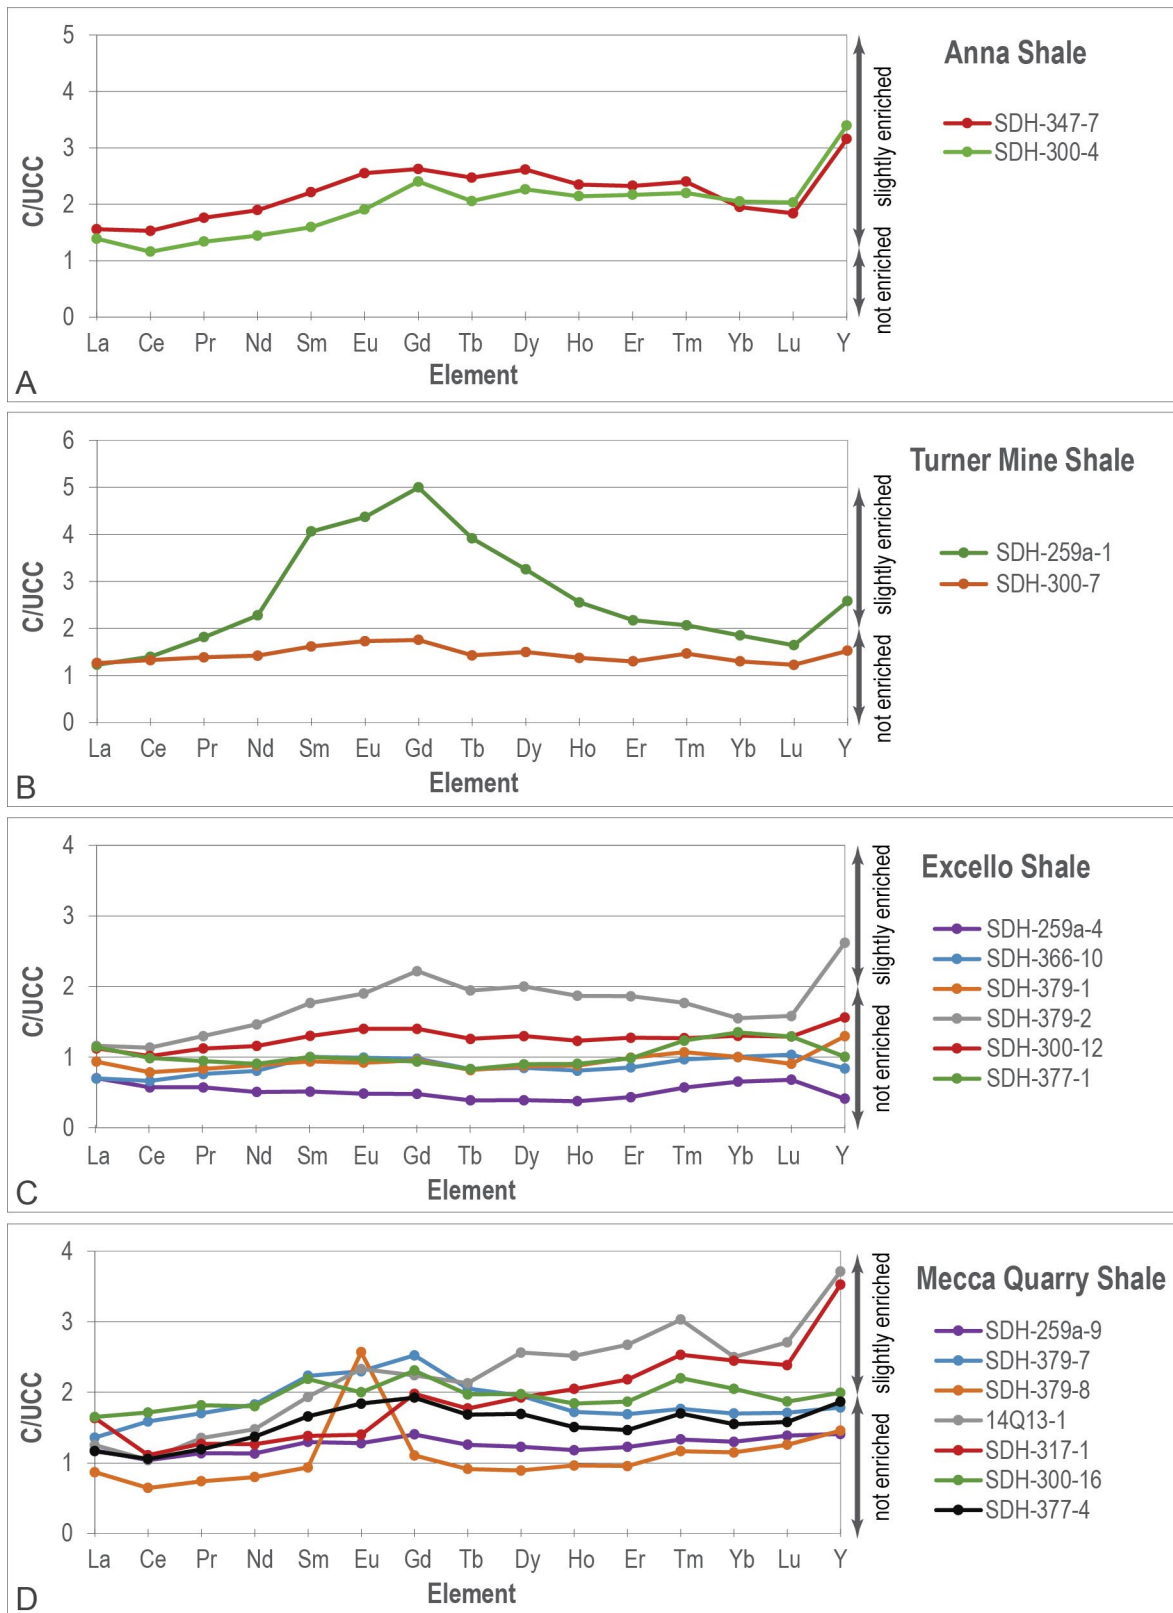 5
4
3
2
1
0
C/UCC
La Ce Pr Nd Sm Eu Gd Tb Dy Ho Er Tm Yb Lu Y
Element
A
slightly enriched
not enriched
Anna Shale
SDH-347-7
SDH-300-4
6
5
4
3
2
1
0
C/UCC
La Ce Pr Nd Sm Eu Gd Tb Dy Ho Er Tm Yb Lu Y
Element
B
slightly enriched
not enriched
Turner Mine Shale
SDH-259a-1
SDH-300-7
4
3
2
1
0
C/UCC
La Ce Pr Nd Sm Eu Gd Tb Dy Ho Er Tm Yb Lu Y
Element
C
slightly enriched
not enriched
Excello Shale
SDH-259a-4
SDH-366-10
SDH-379-1
SDH-379-2
SDH-300-12
SDH-377-1
4
3
2
1
0
C/UCC
La Ce Pr Nd Sm Eu Gd Tb Dy Ho Er Tm Yb Lu Y
Element
D
slightly enriched
not enriched
Mecca Quarry Shale
SDH-259a-9
SDH-379-7
SDH-379-8
14Q13-1
SDH-317-1
SDH-300-16
SDH-377-4